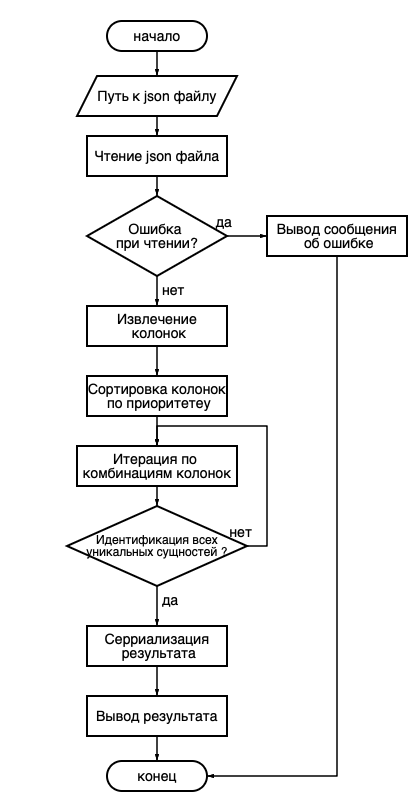 начало
Путь к json файлу
Чтение json файла
Ошибка
при чтении?
да
Вывод сообщения
об ошибке
нет
Извлечение
колонок
Сортировка колонок
по приоритетеу
Итерация по
комбинациям колонок
Идентификация всех
уникальных сущностей ?
нет
да
Серриализация
результата
Вывод результата
конец